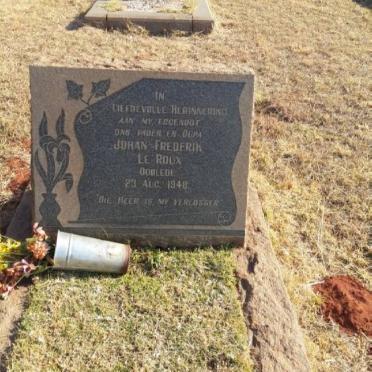 IN
LIEFDEVOLLE HERINNERING
AAN MY EGGENOOT
ONS VADER EN OUPA
JOHAN FREDERIK
LE ROUX
OORLEDE
23 AUG. 1948
"DIE HEER IS MY VERLOSSER"